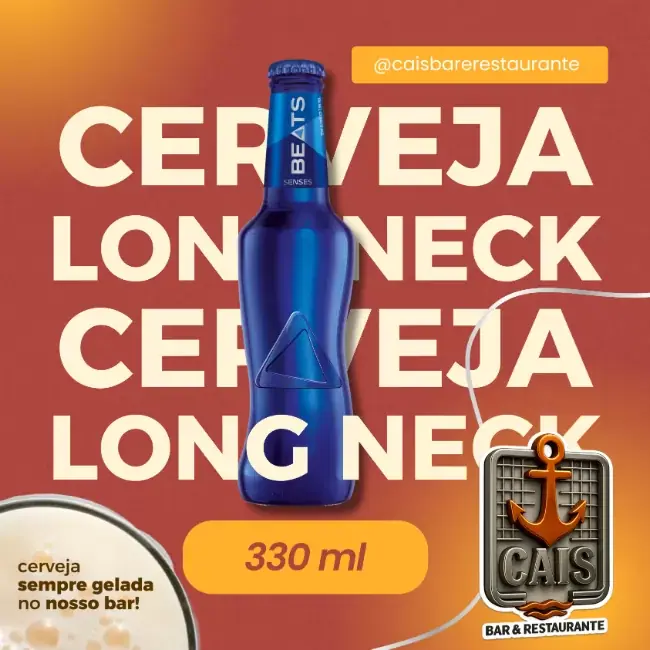 @caisbarerestaurante
CERVEJA
LONG NECK
CERVEJA
LONG NECK
BEATS
SENSES
330 ml
cerveja
sempre gelada
no nosso bar!
CAIS
BAR & RESTAURANTE